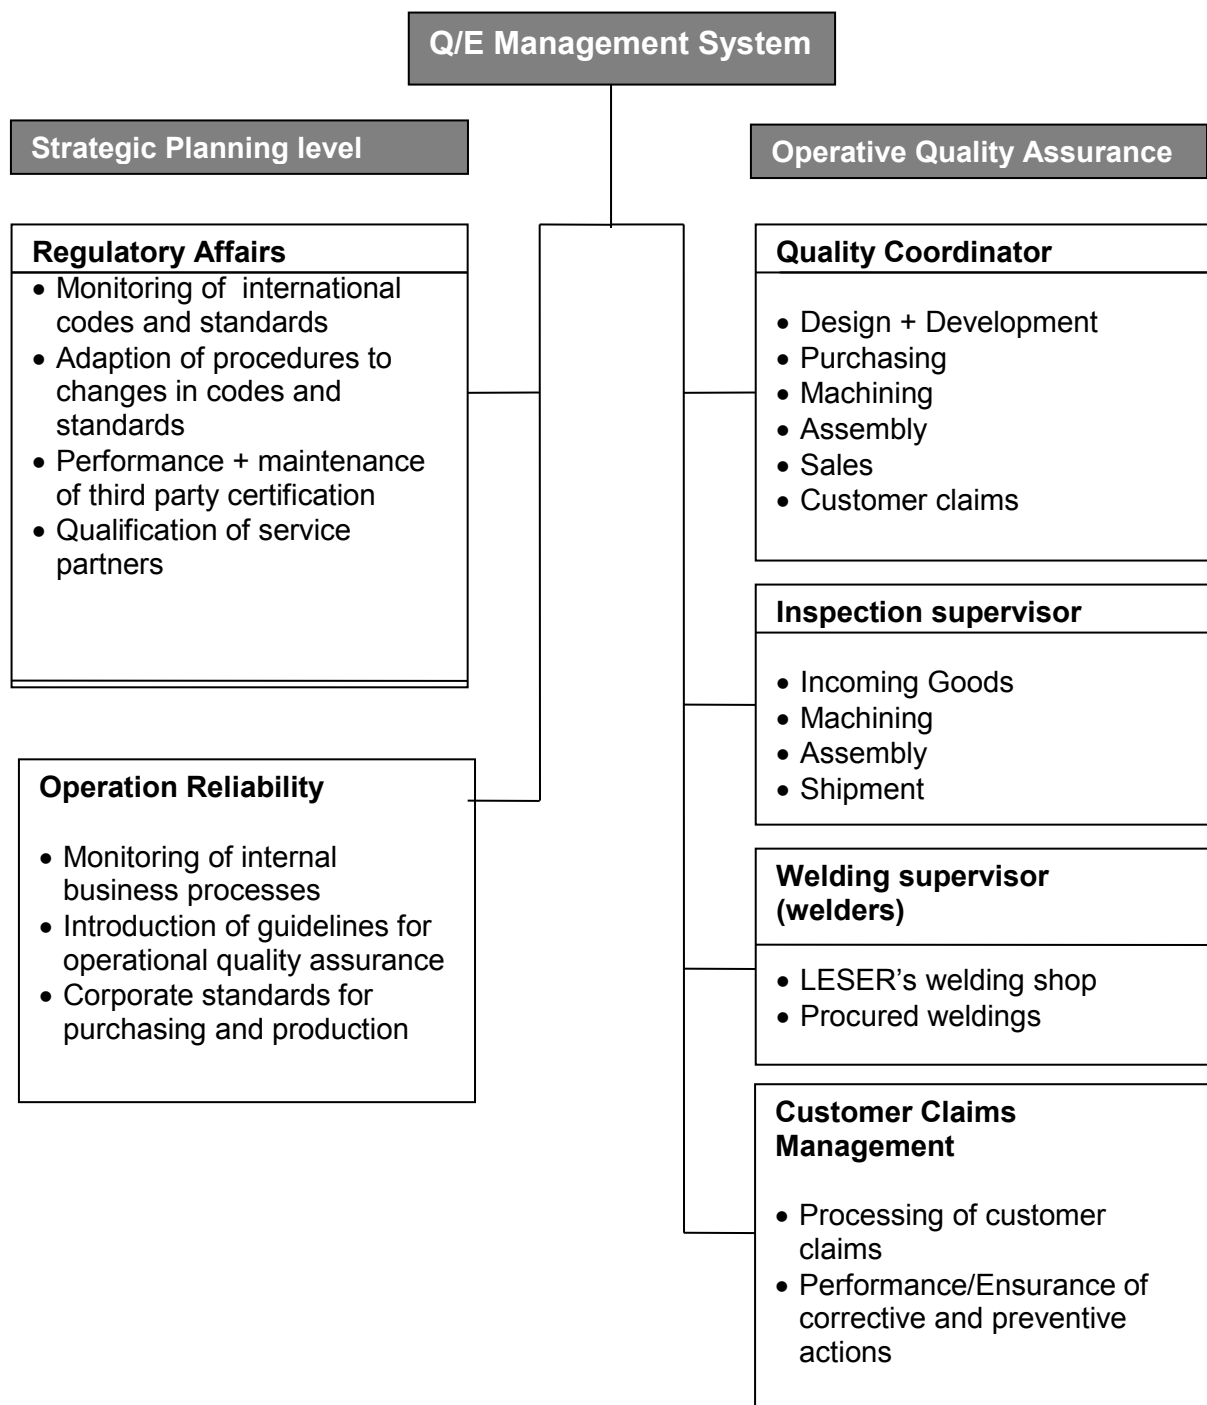 Q/E Management System
Strategic Planning level
Operative Quality Assurance
Regulatory Affairs
• Monitoring of international
codes and standards
• Adaption of procedures to
changes in codes and
standards
• Performance + maintenance
of third party certification
• Qualification of service
partners
Operation Reliability
• Monitoring of internal
business processes
• Introduction of guidelines for
operational quality assurance
• Corporate standards for
purchasing and production
Quality Coordinator
• Design + Development
• Purchasing
• Machining
• Assembly
• Sales
• Customer claims
Inspection supervisor
• Incoming Goods
• Machining
• Assembly
• Shipment
Welding supervisor
(welders)
• LESER’s welding shop
• Procured weldings
Customer Claims
Management
• Processing of customer
claims
• Performance/Ensurance of
corrective and preventive
actions